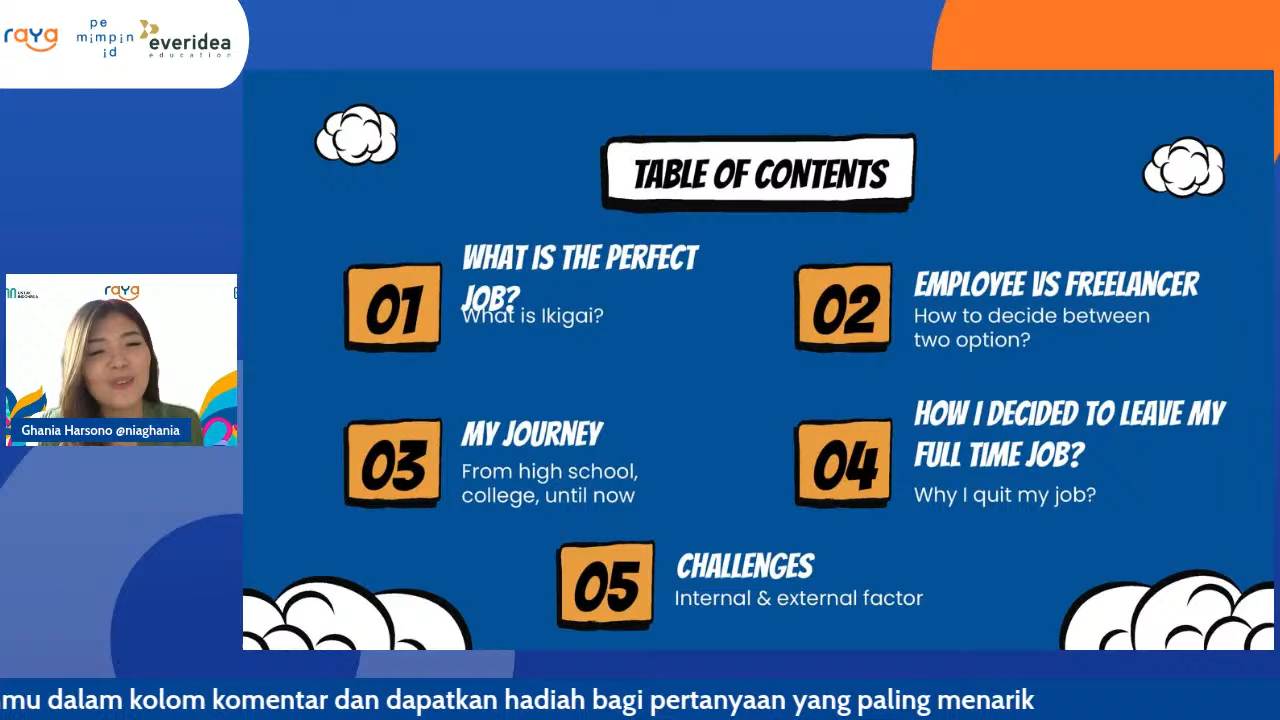 raya
pe
mimpin
id
everidea
education
TABLE OF CONTENTS
01
WHAT IS THE PERFECT
JOB?
What is Ikigai?
02
EMPLOYEE VS FREELANCER
How to decide between
two option?
03
MY JOURNEY
From high school,
college, until now
04
HOW I DECIDED TO LEAVE MY
FULL TIME JOB?
Why I quit my job?
05
CHALLENGES
Internal & external factor
UNTUK
INDONESIA
raya
Ghania Harsono @niaghania
mu dalam kolom komentar dan dapatkan hadiah bagi pertanyaan yang paling menarik